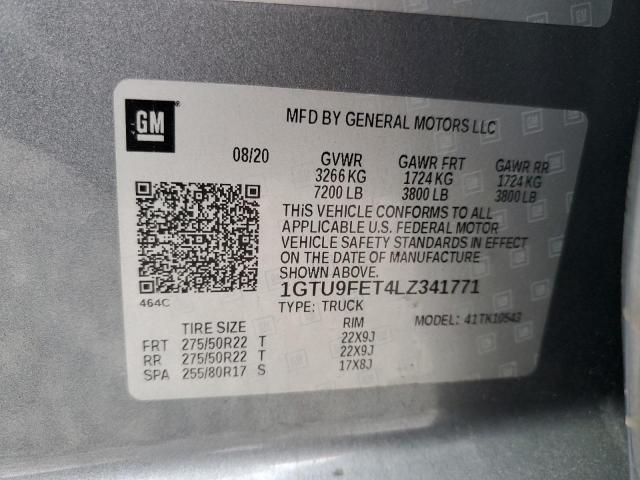 GM
MFD BY GENERAL MOTORS LLC
08/20 GVWR GAWR FRT GAWR RR
3266 KG 1724 KG 1724 KG
7200 LB 3800 LB 3800 LB
THIS VEHICLE CONFORMS TO ALL
APPLICABLE U.S. FEDERAL MOTOR
VEHICLE SAFETY STANDARDS IN EFFECT
ON THE DATE OF MANUFACTURE
SHOWN ABOVE.
464C
1GTU9FET4LZ341771
TYPE: TRUCK
MODEL: 41TK10543
TIRE SIZE RIM
FRT 275/50R22 T 22X9J
RR 275/50R22 T 22X9J
SPA 255/80R17 S 17X8J